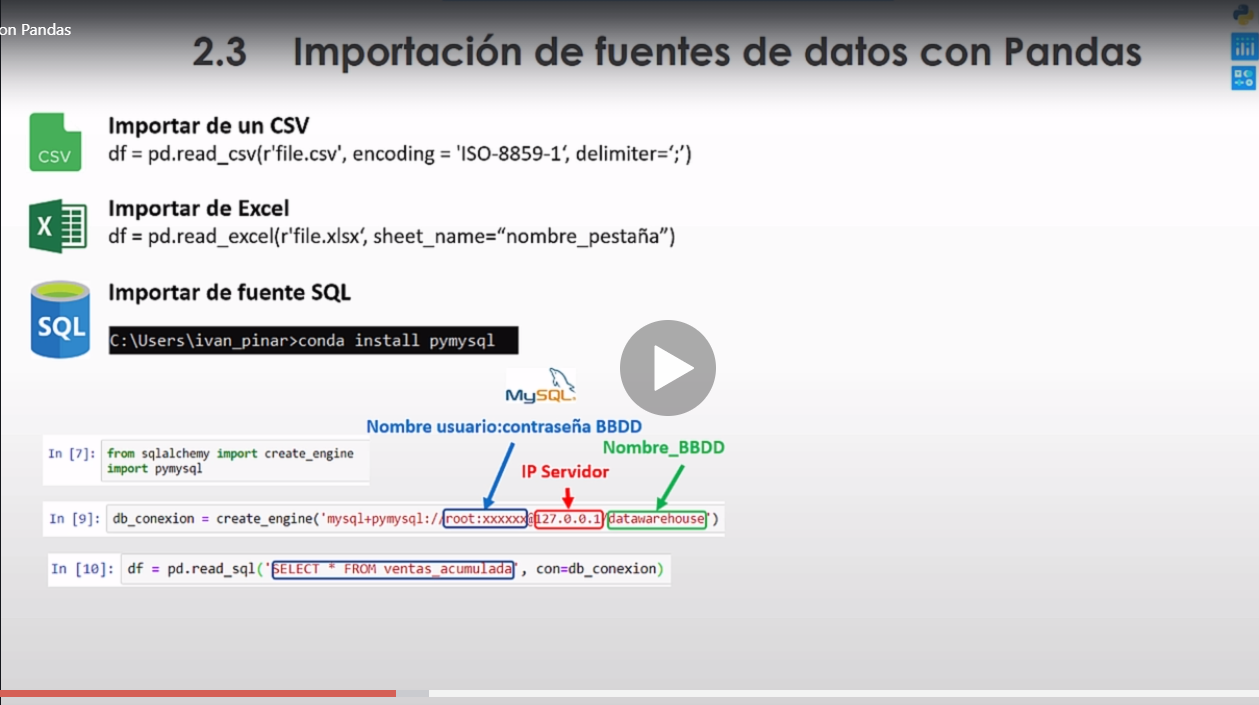 on Pandas
2.3 Importación de fuentes de datos con Pandas
CSV
Importar de un CSV
df = pd.read_csv(r'file.csv', encoding = 'ISO-8859-1‘, delimiter=‘;’)
X
Importar de Excel
df = pd.read_excel(r'file.xlsx‘, sheet_name=“nombre_pestaña”)
SQL
Importar de fuente SQL
C:\Users\ivan_pinar>conda install pymysql
MySQL.
Nombre usuario:contraseña BBDD
Nombre_BBDD
IP Servidor
In [7]: from sqlalchemy import create_engine
import pymysql
In [9]: db_conexion = create_engine('mysql+pymysql://root:xxxxxx@127.0.0.1/datawarehouse')
In [10]: df = pd.read_sql('SELECT * FROM ventas_acumulada', con=db_conexion)